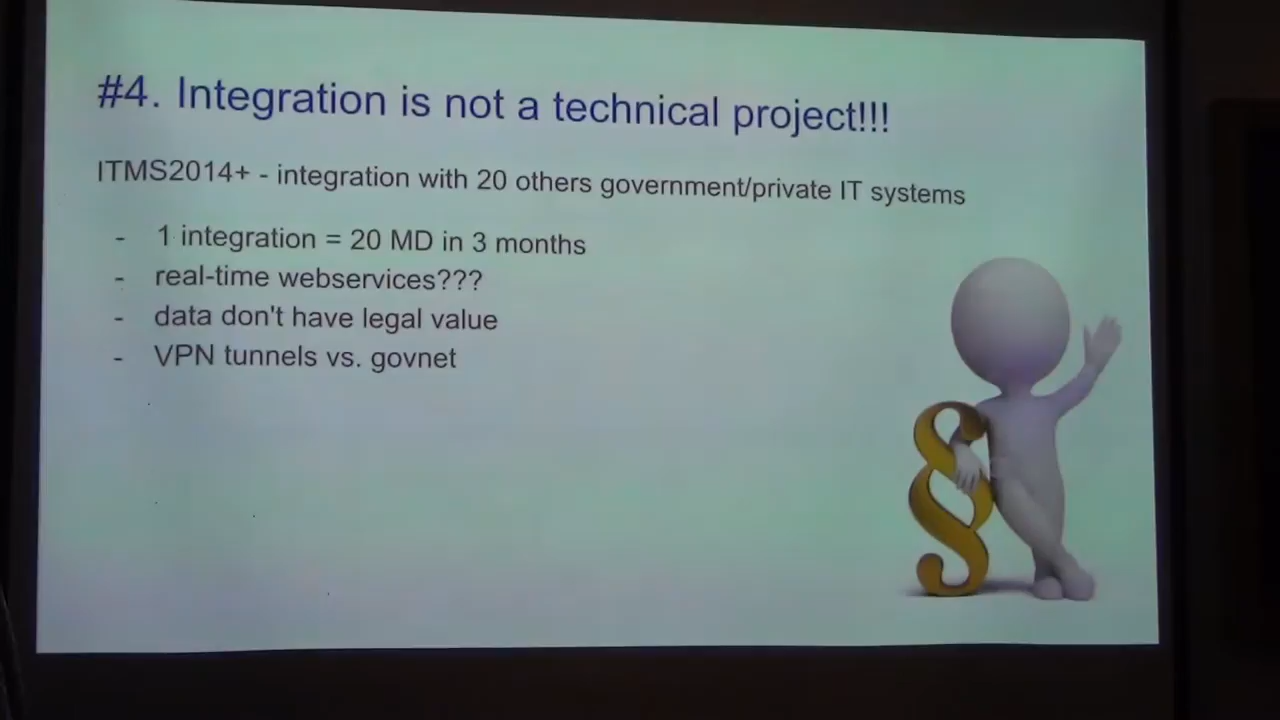 #4. Integration is not a technical project!!!
ITMS2014+ - integration with 20 others government/private IT systems
- 1 integration = 20 MD in 3 months
- real-time webservices???
- data don't have legal value
- VPN tunnels vs. govnet
§